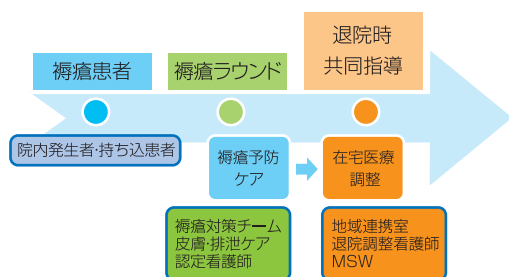 褥瘡患者
褥瘡ラウンド
退院時
共同指導
院内発生者・持ち込患者
褥瘡予防
ケア
在宅医療
調整
褥瘡対策チーム
皮膚・排泄ケア
認定看護師
地域連携室
退院調整看護師
MSW